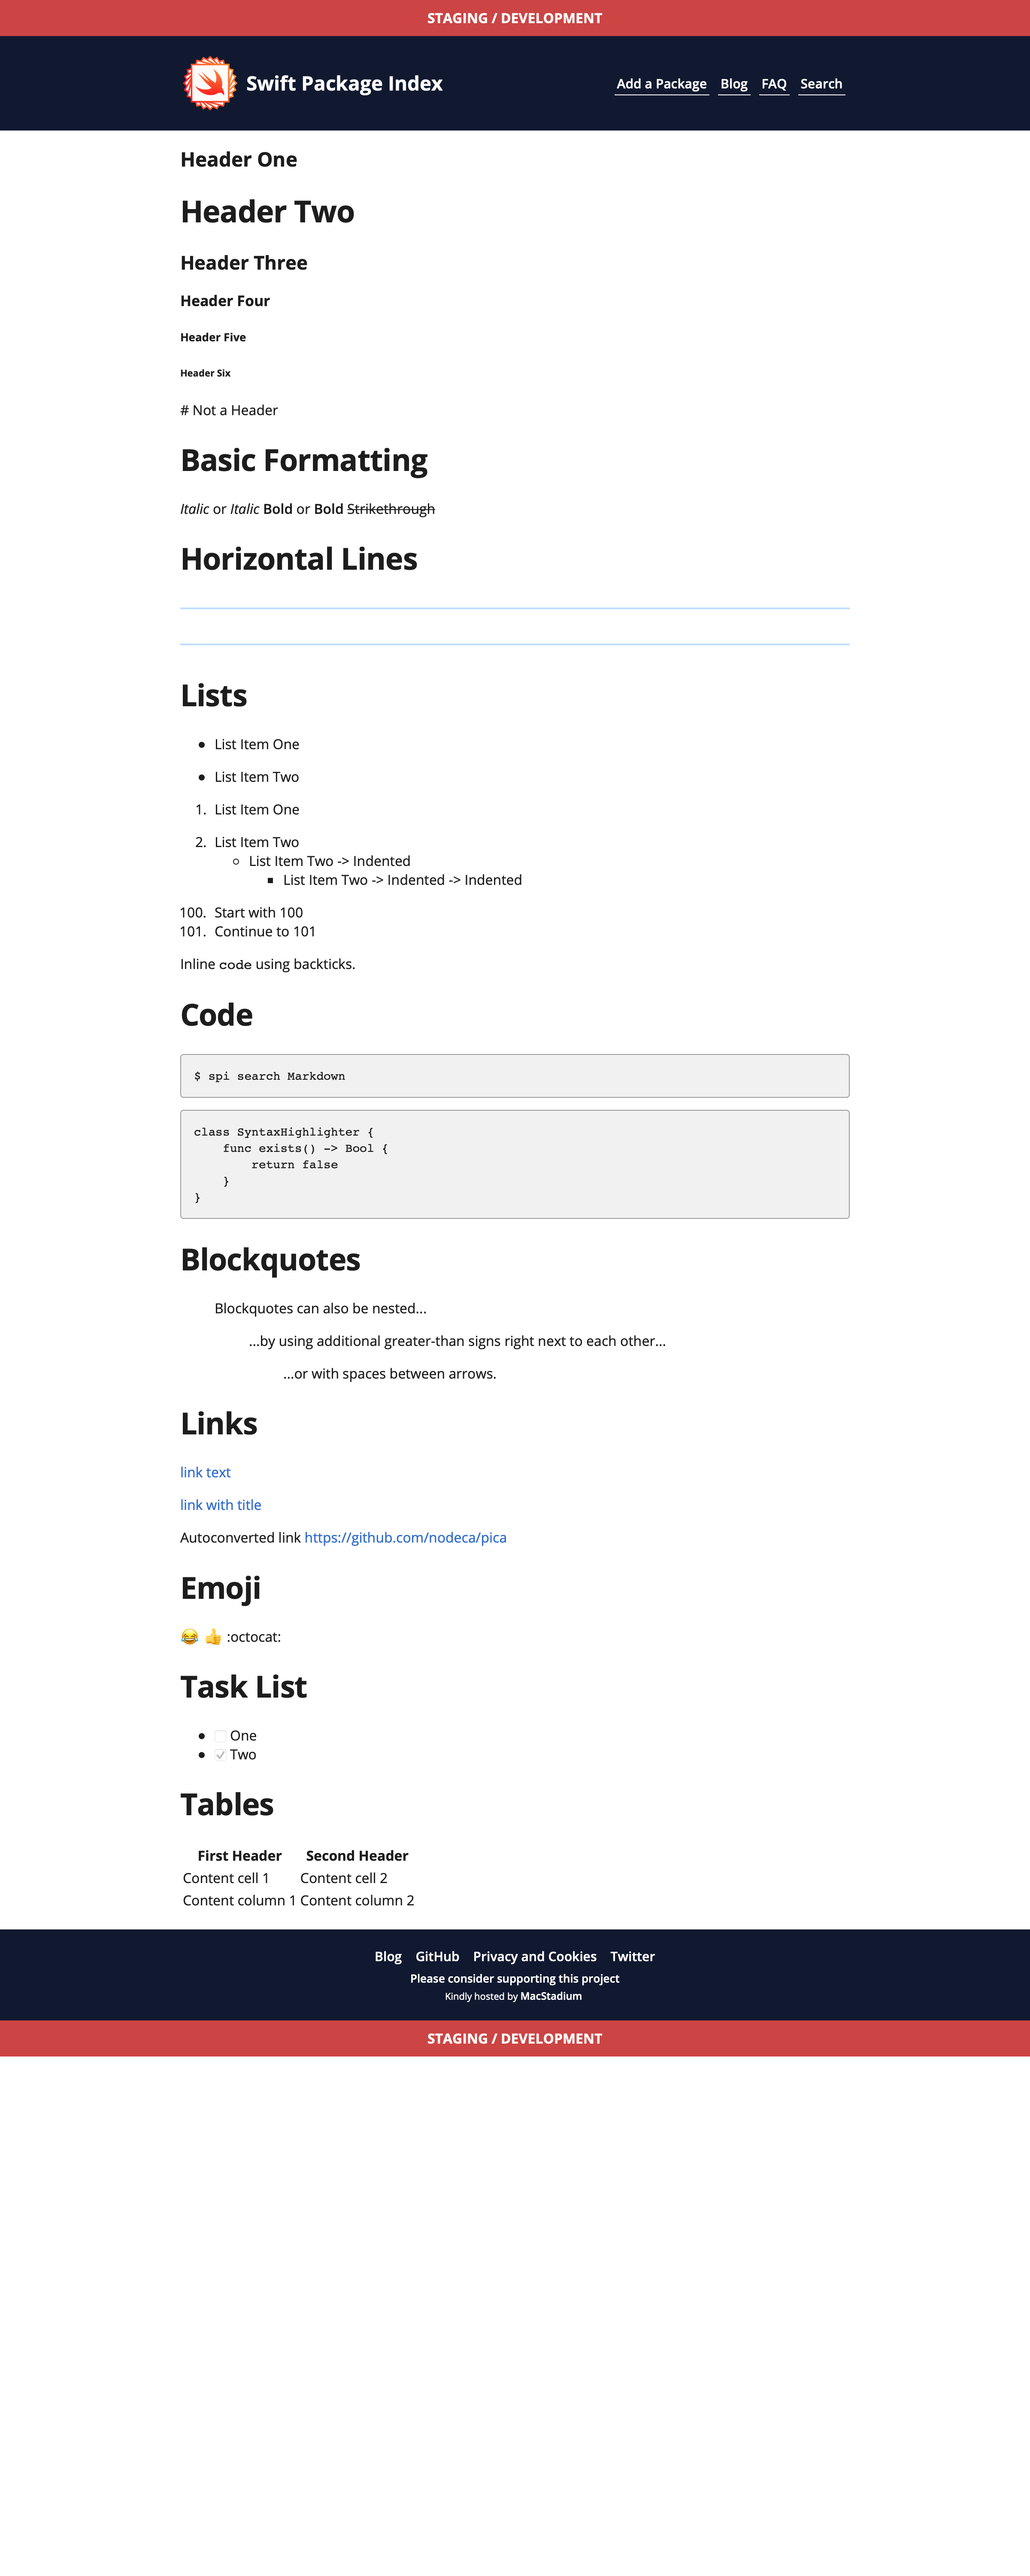 STAGING / DEVELOPMENT
Swift Package Index
Add a Package Blog FAQ Search
Header One
Header Two
Header Three
Header Four
Header Five
Header Six
# Not a Header
Basic Formatting
Italic or Italic Bold or Bold Strikethrough
Horizontal Lines
Lists
• List Item One
• List Item Two
1. List Item One
2. List Item Two
◦ List Item Two -> Indented
▪ List Item Two -> Indented -> Indented
100. Start with 100
101. Continue to 101
Inline code using backticks.
Code
$ spi search Markdown
class SyntaxHighlighter {
    func exists() -> Bool {
        return false
    }
}
Blockquotes
Blockquotes can also be nested...
...by using additional greater-than signs right next to each other...
...or with spaces between arrows.
Links
link text
link with title
Autoconverted link https://github.com/nodeca/pica
Emoji
😂 👍 :octocat:
Task List
• ☐ One
• ☑ Two
Tables
First Header Second Header
Content cell 1 Content cell 2
Content column 1 Content column 2
Blog GitHub Privacy and Cookies Twitter
Please consider supporting this project
Kindly hosted by MacStadium
STAGING / DEVELOPMENT